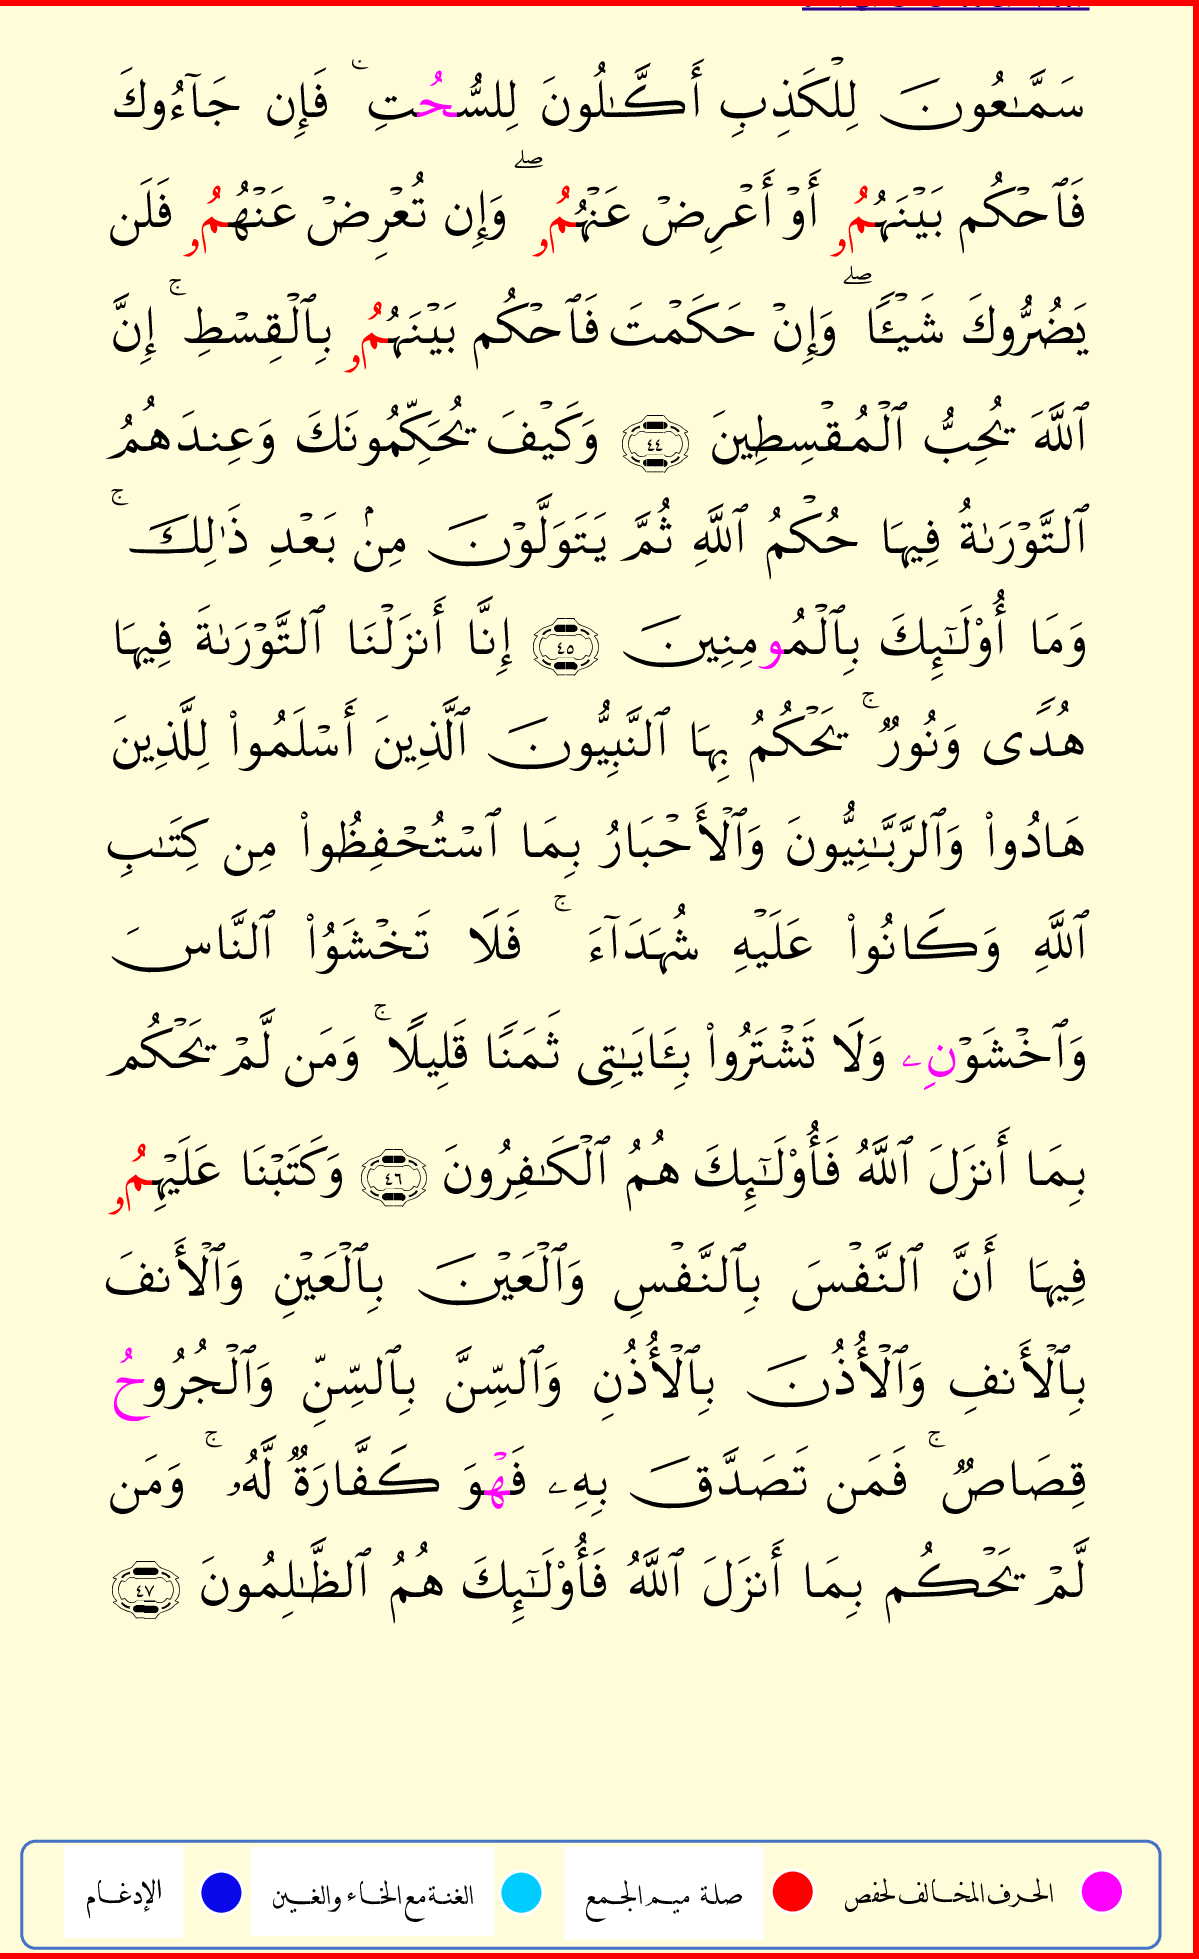 سَمَّـٰعُونَ لِلْكَذِبِ أَكَّـٰلُونَ لِلسُّحُتِ ۚ فَإِن جَآءُوكَ
فَٱحْكُم بَيْنَهُمُۥ أَوْ أَعْرِضْ عَنْهُمُۥ ۖ وَإِن تُعْرِضْ عَنْهُمُۥ فَلَن
يَضُرُّوكَ شَيْـًٔا ۖ وَإِنْ حَكَمْتَ فَٱحْكُم بَيْنَهُمُۥ بِٱلْقِسْطِ ۚ إِنَّ
ٱللَّهَ يُحِبُّ ٱلْمُقْسِطِينَ ٤٤ وَكَيْفَ يُحَكِّمُونَكَ وَعِندَهُمُ
ٱلتَّوْرَىٰةُ فِيهَا حُكْمُ ٱللَّهِ ثُمَّ يَتَوَلَّوْنَ مِنۢ بَعْدِ ذَٰلِكَ ۚ
وَمَا أُوْلَـٰٓئِكَ بِٱلْمُومِنِينَ ٤٥ إِنَّا أَنزَلْنَا ٱلتَّوْرَىٰةَ فِيهَا
هُدًى وَنُورٌ ۚ يَحْكُمُ بِهَا ٱلنَّبِيُّونَ ٱلَّذِينَ أَسْلَمُوا۟ لِلَّذِينَ
هَادُوا۟ وَٱلرَّبَّـٰنِيُّونَ وَٱلْأَحْبَارُ بِمَا ٱسْتُحْفِظُوا۟ مِن كِتَـٰبِ
ٱللَّهِ وَكَانُوا۟ عَلَيْهِ شُهَدَآءَ ۚ فَلَا تَخْشَوُا۟ ٱلنَّاسَ
وَٱخْشَوْنِۦ وَلَا تَشْتَرُوا۟ بِـَٔايَـٰتِى ثَمَنًا قَلِيلًا ۚ وَمَن لَّمْ يَحْكُم
بِمَا أَنزَلَ ٱللَّهُ فَأُوْلَـٰٓئِكَ هُمُ ٱلْكَـٰفِرُونَ ٤٦ وَكَتَبْنَا عَلَيْهِمُۥ
فِيهَا أَنَّ ٱلنَّفْسَ بِٱلنَّفْسِ وَٱلْعَيْنَ بِٱلْعَيْنِ وَٱلْأَنفَ
بِٱلْأَنفِ وَٱلْأُذُنَ بِٱلْأُذُنِ وَٱلسِّنَّ بِٱلسِّنِّ وَٱلْجُرُوحُ
قِصَاصٌ ۚ فَمَن تَصَدَّقَ بِهِۦ فَهْوَ كَفَّارَةٌ لَّهُۥ ۚ وَمَن
لَّمْ يَحْكُم بِمَا أَنزَلَ ٱللَّهُ فَأُوْلَـٰٓئِكَ هُمُ ٱلظَّـٰلِمُونَ ٤٧
الحرف المخالف لحفص صلة ميم الجمع الغنة مع الخاء والغين الإدغام